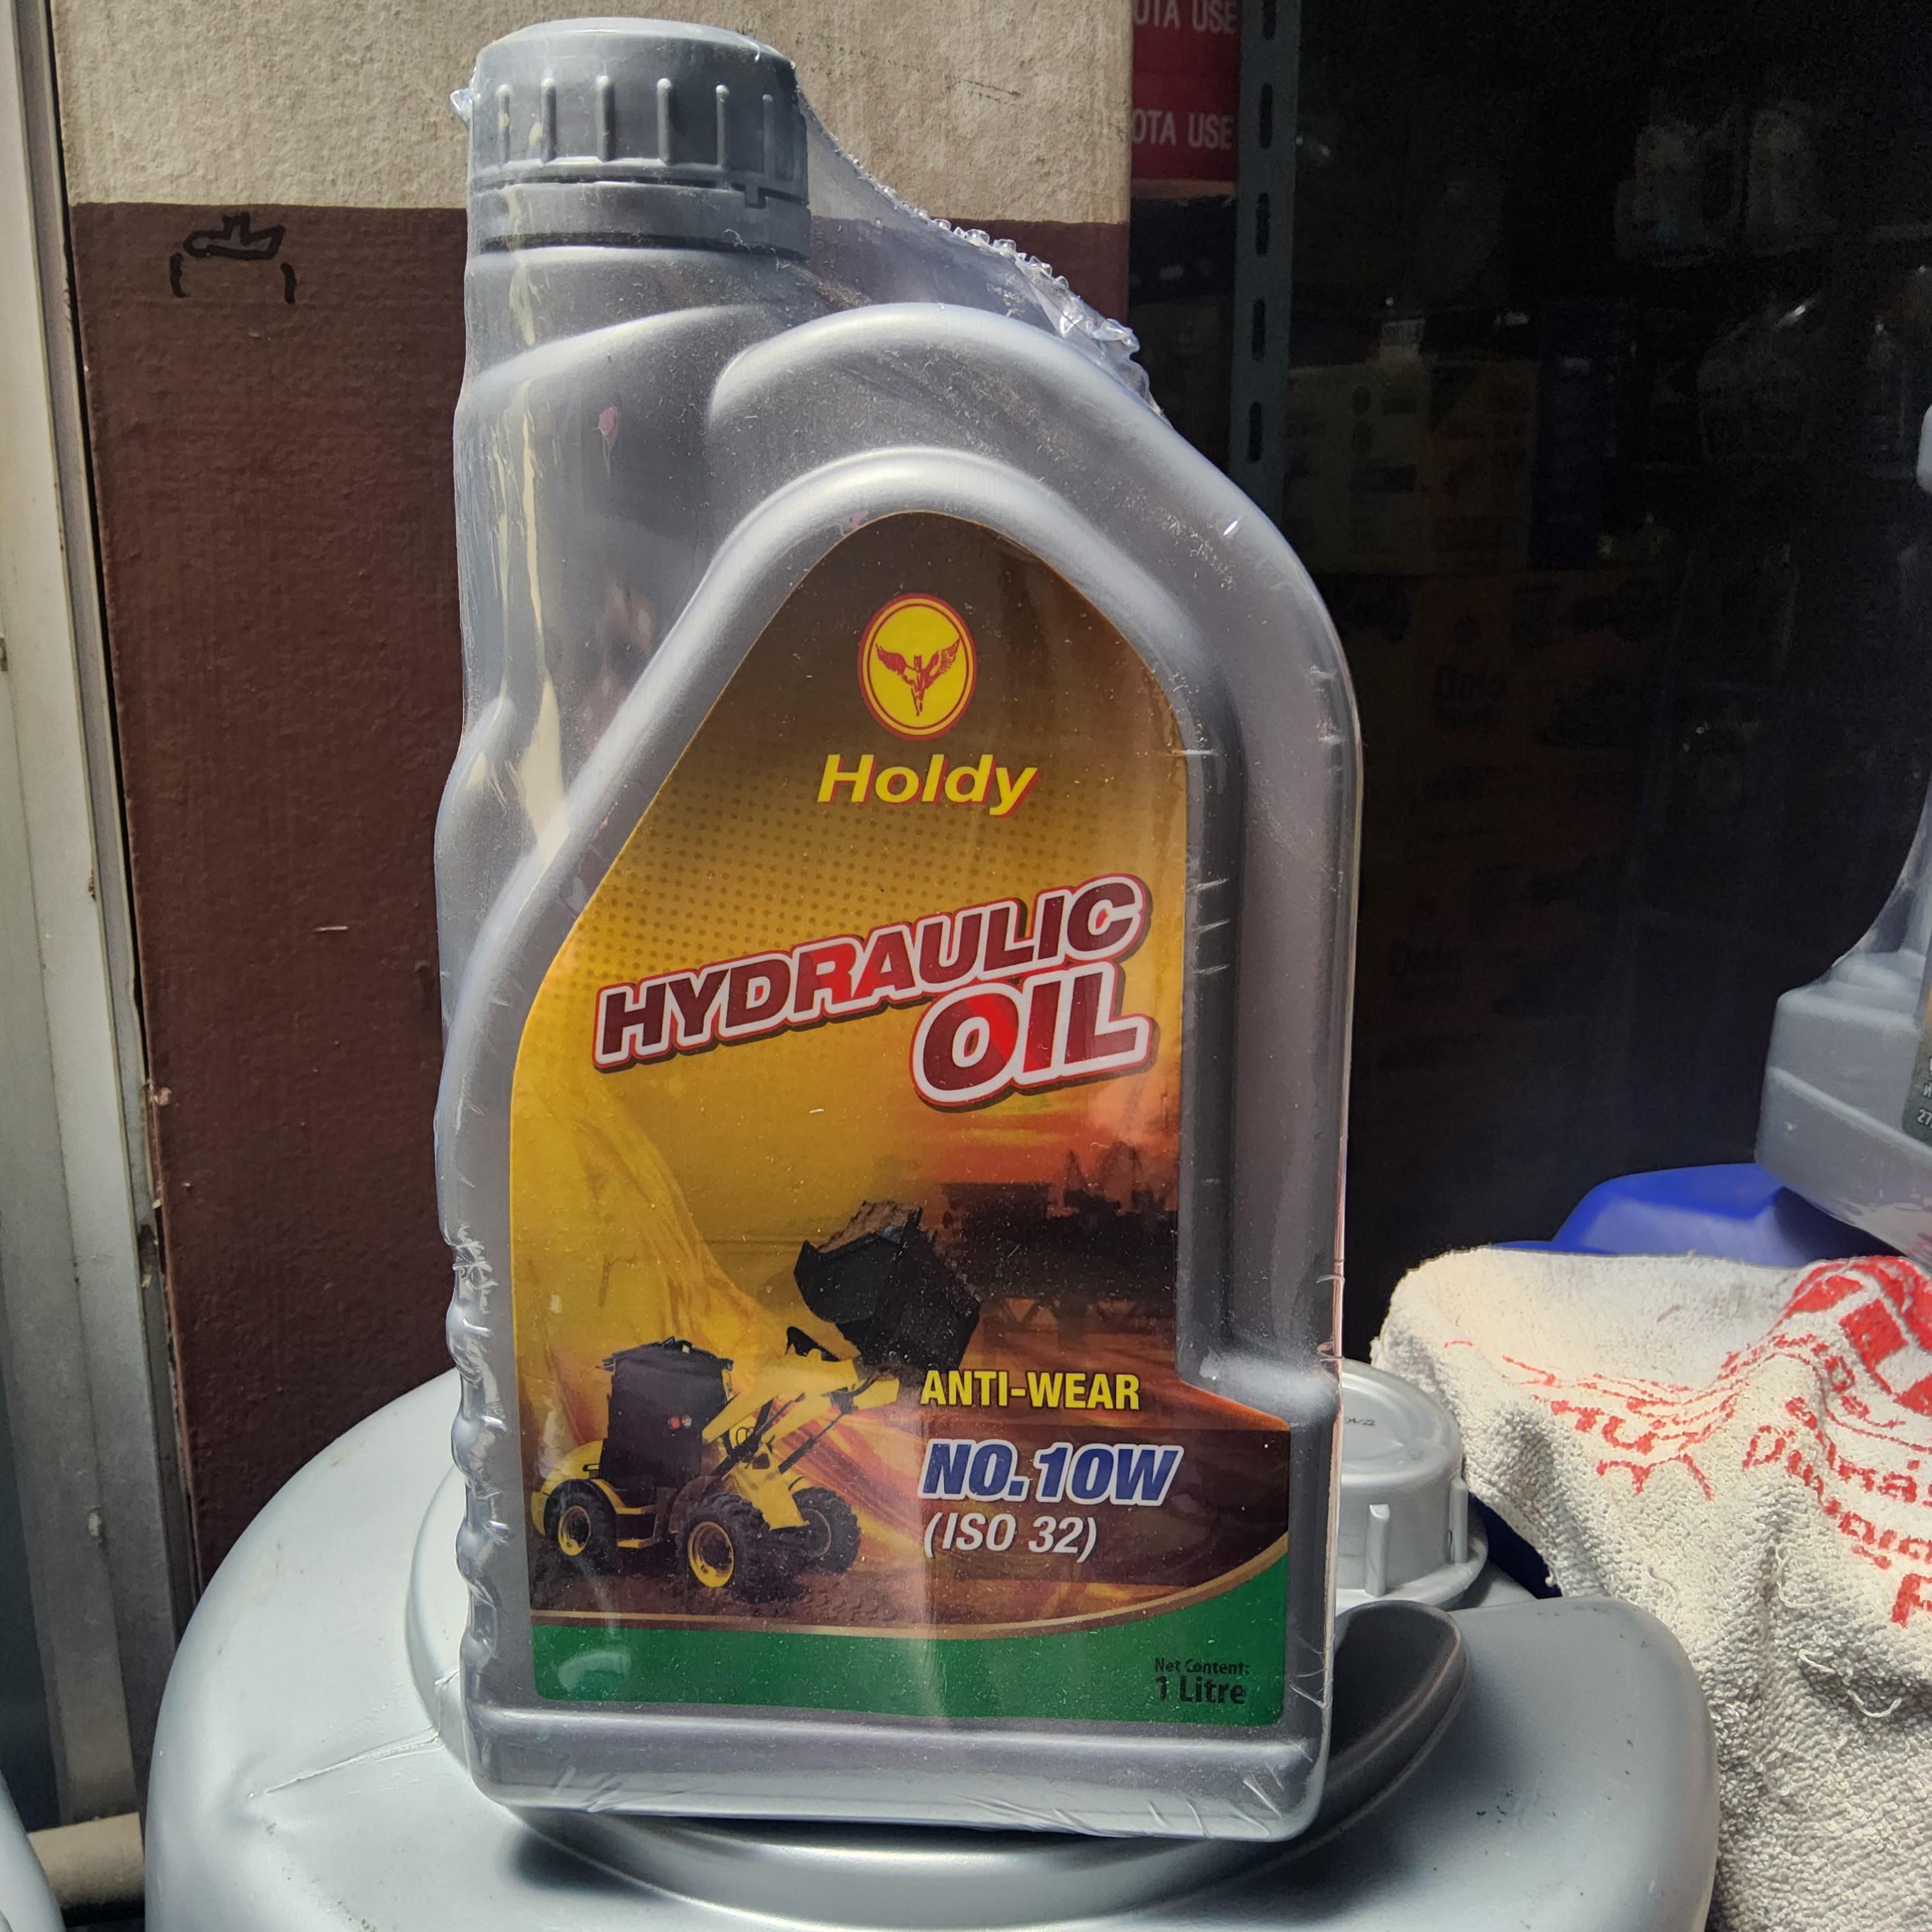 OTA USE
OTA USE
Holdy
HYDRAULIC
OIL
ANTI-WEAR
NO.10W
(ISO 32)
Net Content:
1 Litre